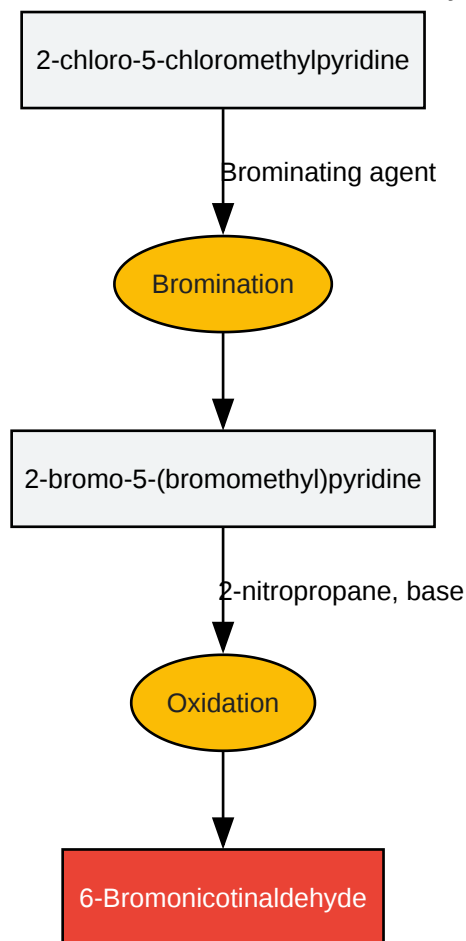 2-chloro-5-chloromethylpyridine
Brominating agent
Bromination
2-bromo-5-(bromomethyl)pyridine
2-nitropropane, base
Oxidation
6-Bromonicotinaldehyde